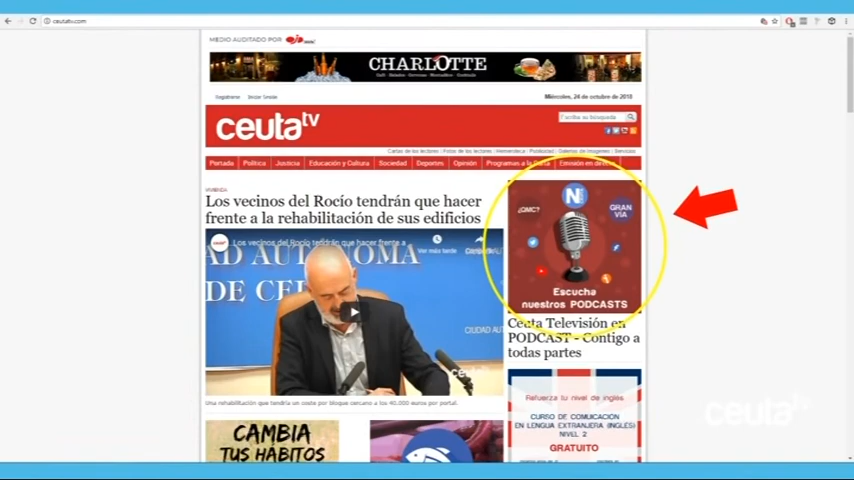 ceutatv.com
MEDIO AUDITADO POR
CHARLOTTE
Registrarse Iniciar Sesión
Miércoles, 24 de octubre de 2018
ceutatv
Cartas de los lectores | Fotos de los lectores | Hemeroteca | Publicidad | Galerías de imágenes | Servicios
Portada Política Justicia Educación y Cultura Sociedad Deportes Opinión Programas a la Carta Emisión en directo
VIVIENDA
Los vecinos del Rocío tendrán que hacer
frente a la rehabilitación de sus edificios
Los vecinos del Rocío tendrán que hacer frente a
Ver más tarde
AD AUTÓNOMA
DE CE
CIUDAD AUT
ceuta
Una rehabilitación que tendría un coste por bloque cercano a los 40.000 euros por portal.
¿QMC?
N
GRAN
VÍA
Escucha
nuestros PODCASTS
Ceuta Televisión en
PODCAST - Contigo a
todas partes
Refuerza tu nivel de inglés
CURSO DE COMUICACIÓN
EN LENGUA EXTRANJERA (INGLÉS)
NIVEL 2
GRATUITO
CAMBIA
TUS HÁBITOS
ceutatv